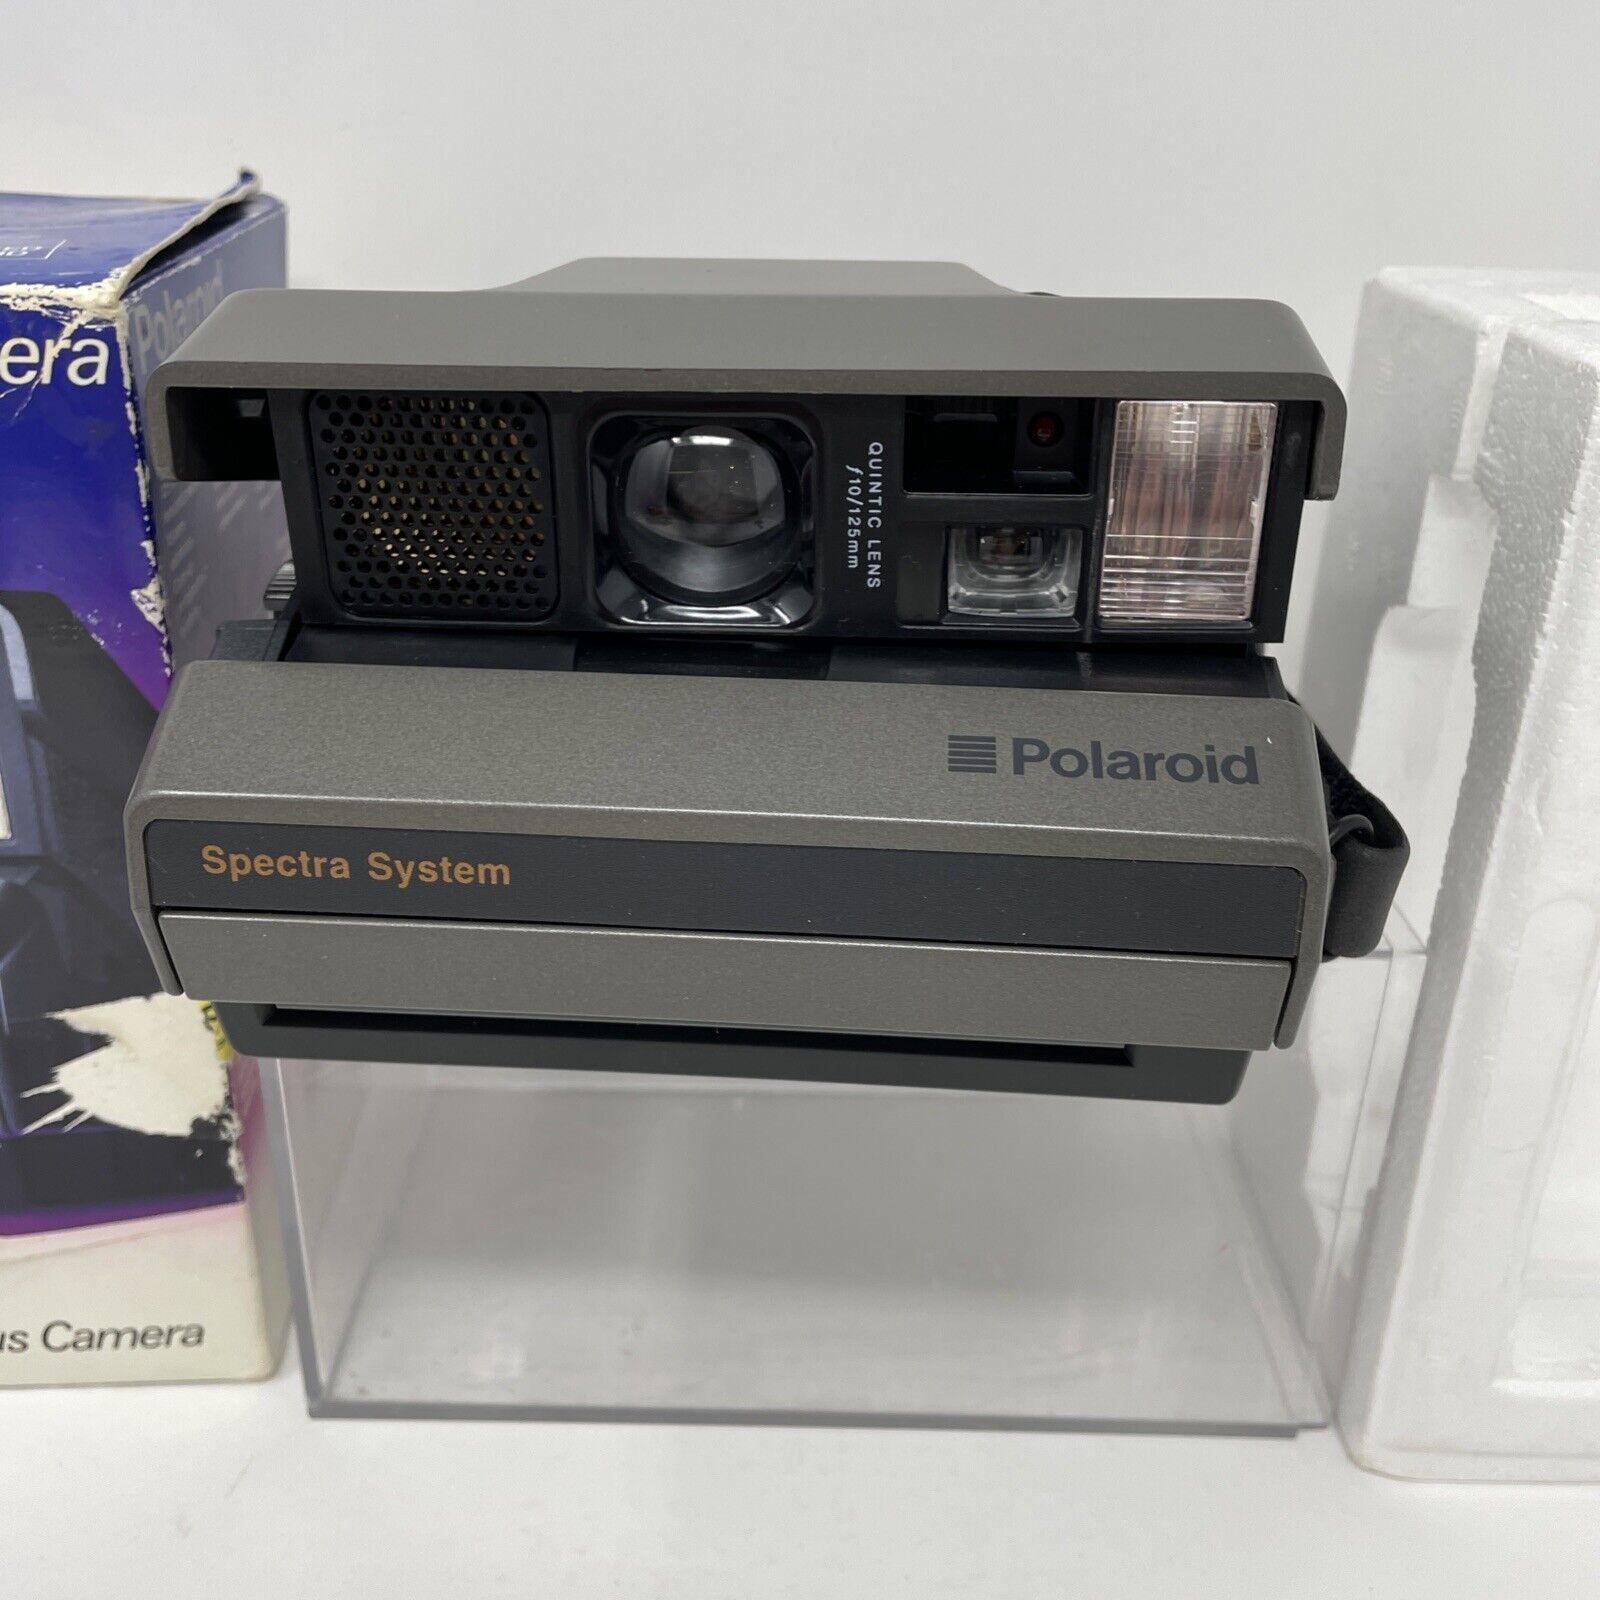 era
Polaroid
QUINTIC LENS
f10/125mm
Polaroid
Spectra System
us Camera